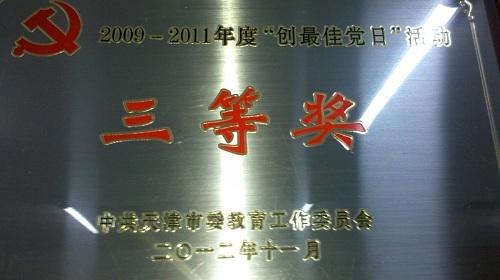 2009-2011年度“创最佳党日”活动
三等奖
中共天津市委教育工作委员会
二〇一二年十一月